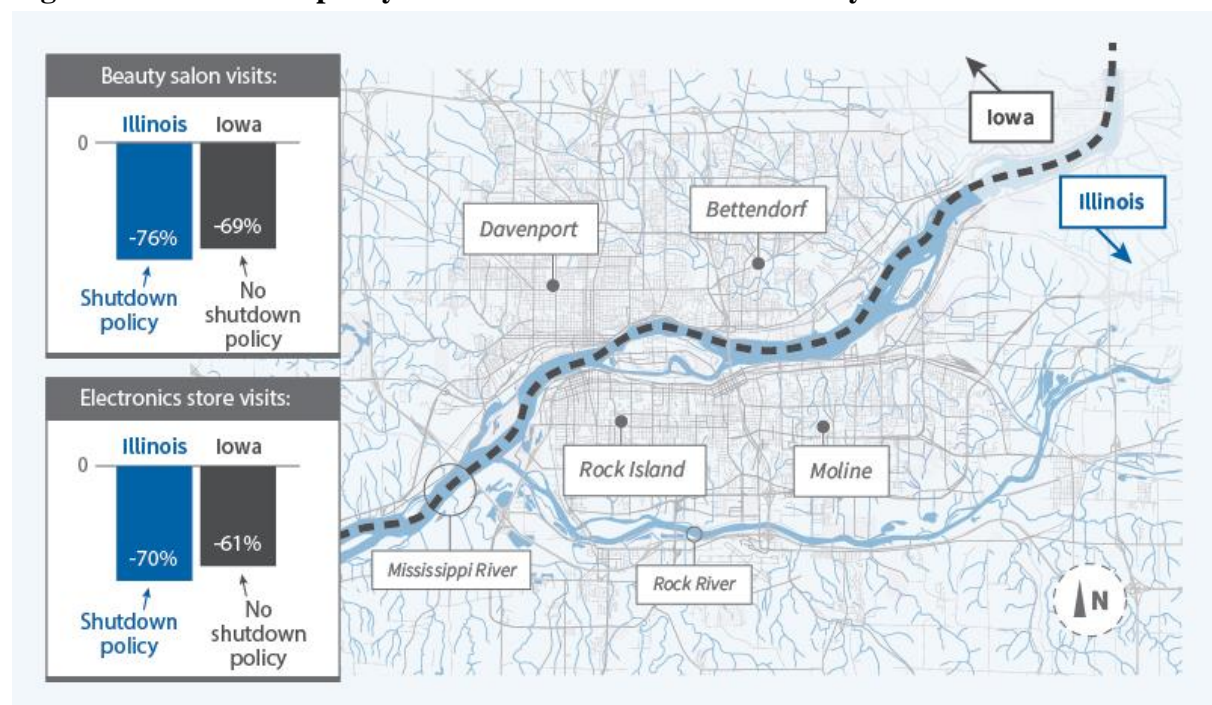 Beauty salon visits:
Illinois Iowa
0
-76% -69%
Shutdown
policy
No
shutdown
policy
Electronics store visits:
Illinois Iowa
0
-70% -61%
Shutdown
policy
No
shutdown
policy
Iowa
Illinois
Bettendorf
Davenport
Rock Island
Moline
Mississippi River
Rock River
N